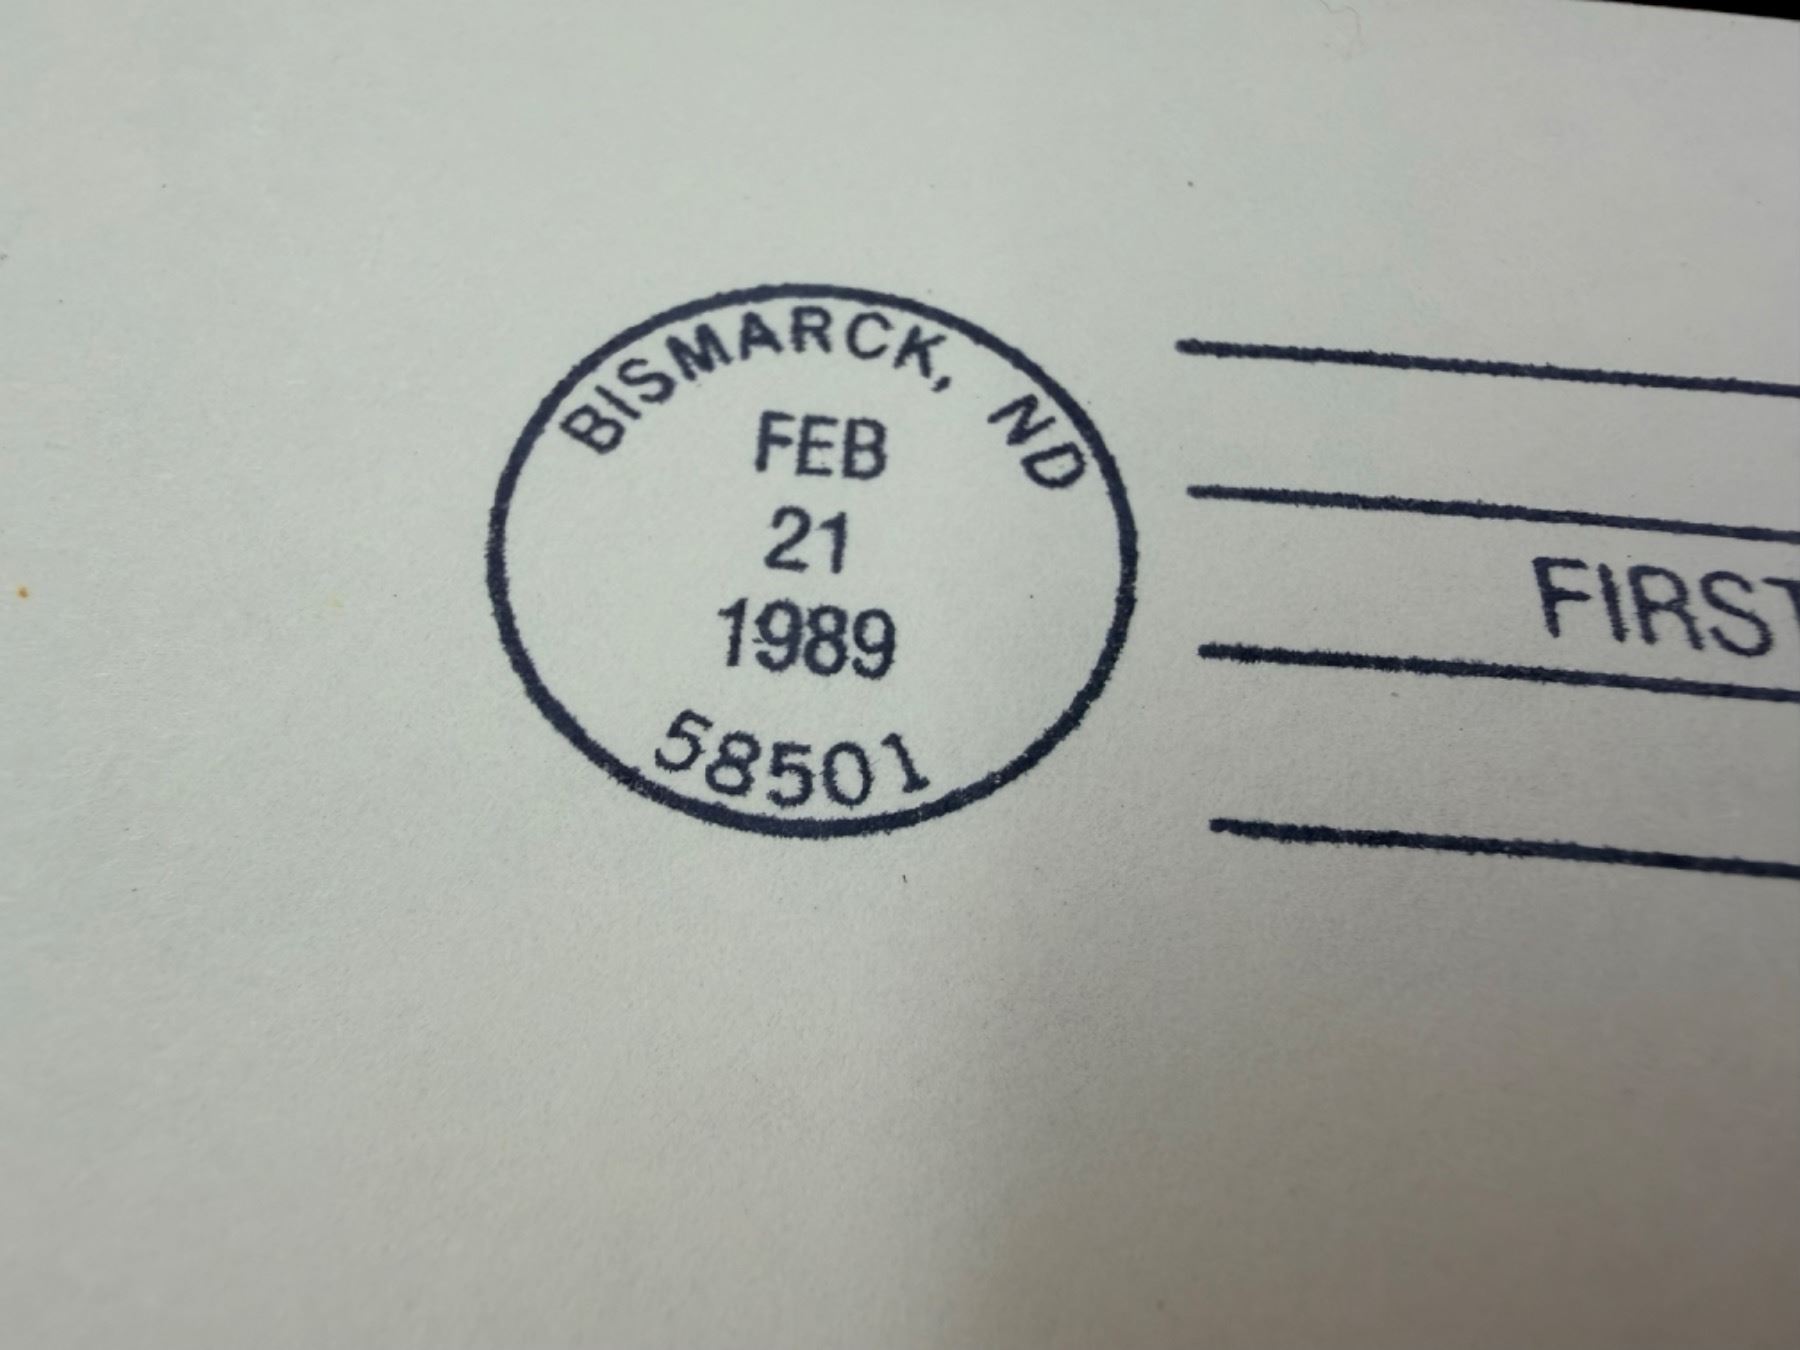 BISMARCK, ND
FEB
21
1989
58501
FIRST